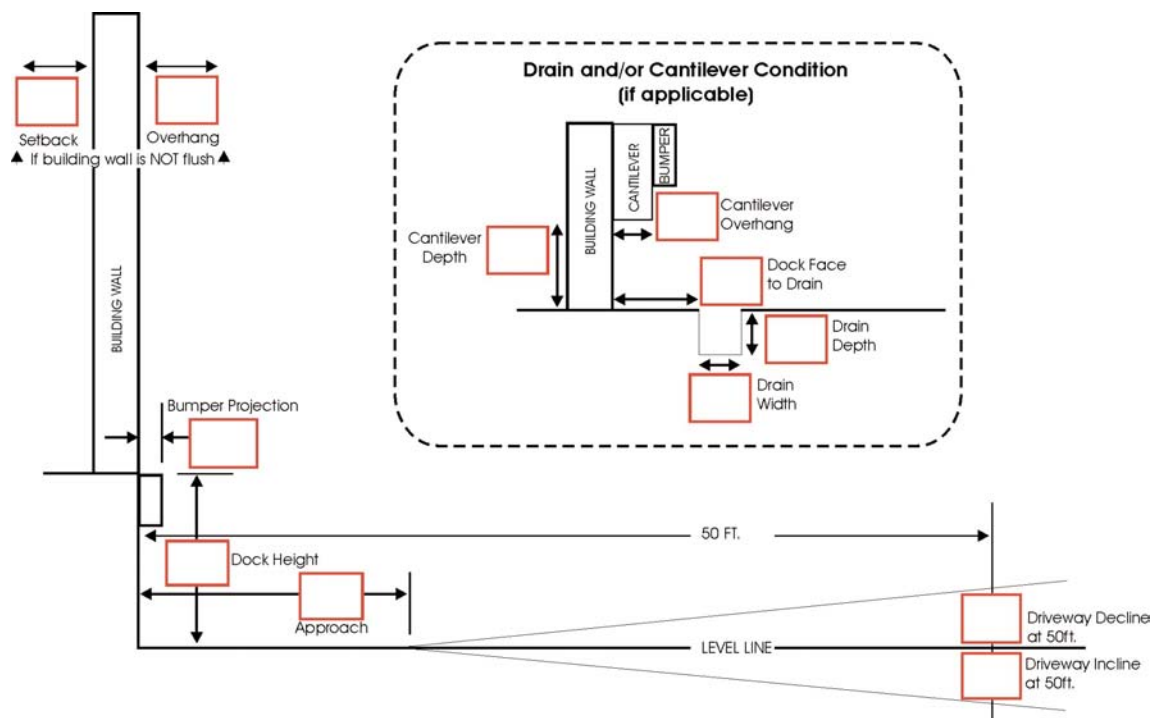 Drain and/or Cantilever Condition
(if applicable)
Setback
Overhang
If building wall is NOT flush
BUILDING WALL
BUILDING WALL
CANTILEVER
BUMPER
Cantilever
Overhang
Cantilever
Depth
Dock Face
to Drain
Drain
Depth
Drain
Width
Bumper Projection
50 FT.
Dock Height
Approach
LEVEL LINE
Driveway Decline
at 50ft.
Driveway Incline
at 50ft.